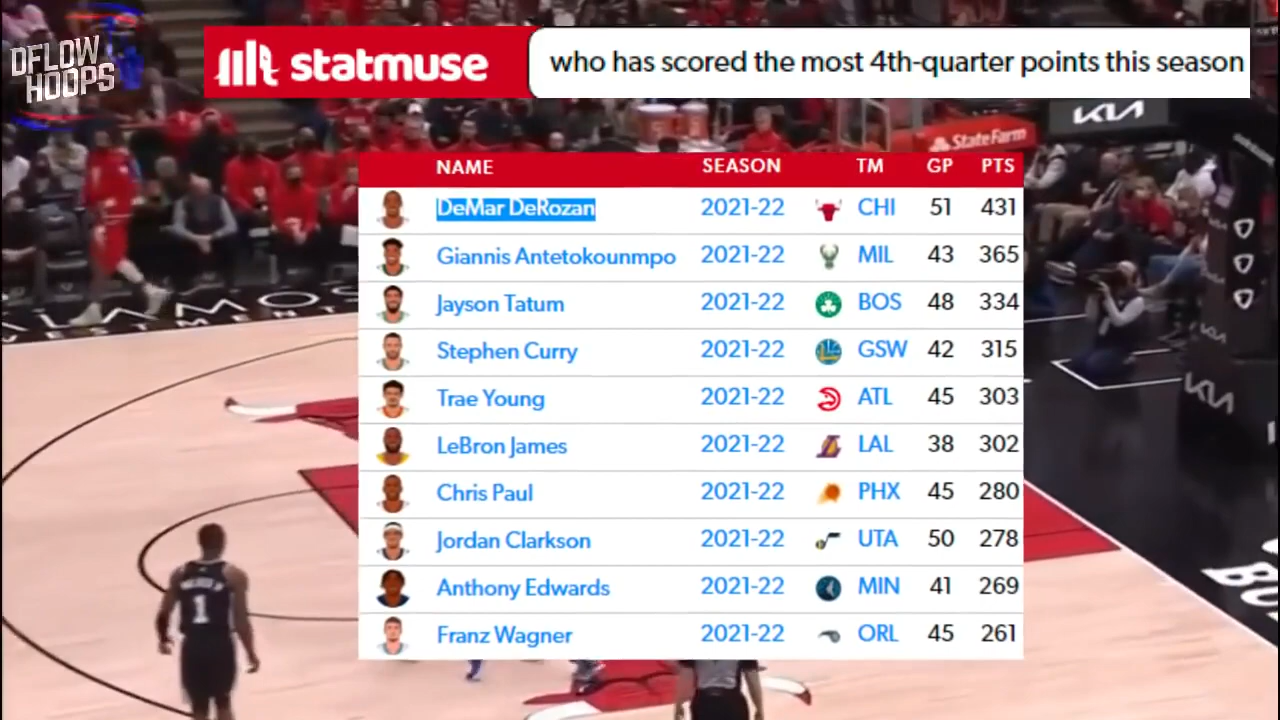 DFLOW
HOOPS
statmuse
who has scored the most 4th-quarter points this season
KIA
StateFarm
NAME SEASON TM GP PTS
DeMar DeRozan 2021-22 CHI 51 431
Giannis Antetokounmpo 2021-22 MIL 43 365
Jayson Tatum 2021-22 BOS 48 334
Stephen Curry 2021-22 GSW 42 315
Trae Young 2021-22 ATL 45 303
LeBron James 2021-22 LAL 38 302
Chris Paul 2021-22 PHX 45 280
Jordan Clarkson 2021-22 UTA 50 278
Anthony Edwards 2021-22 MIN 41 269
Franz Wagner 2021-22 ORL 45 261
KIA
KIA
1